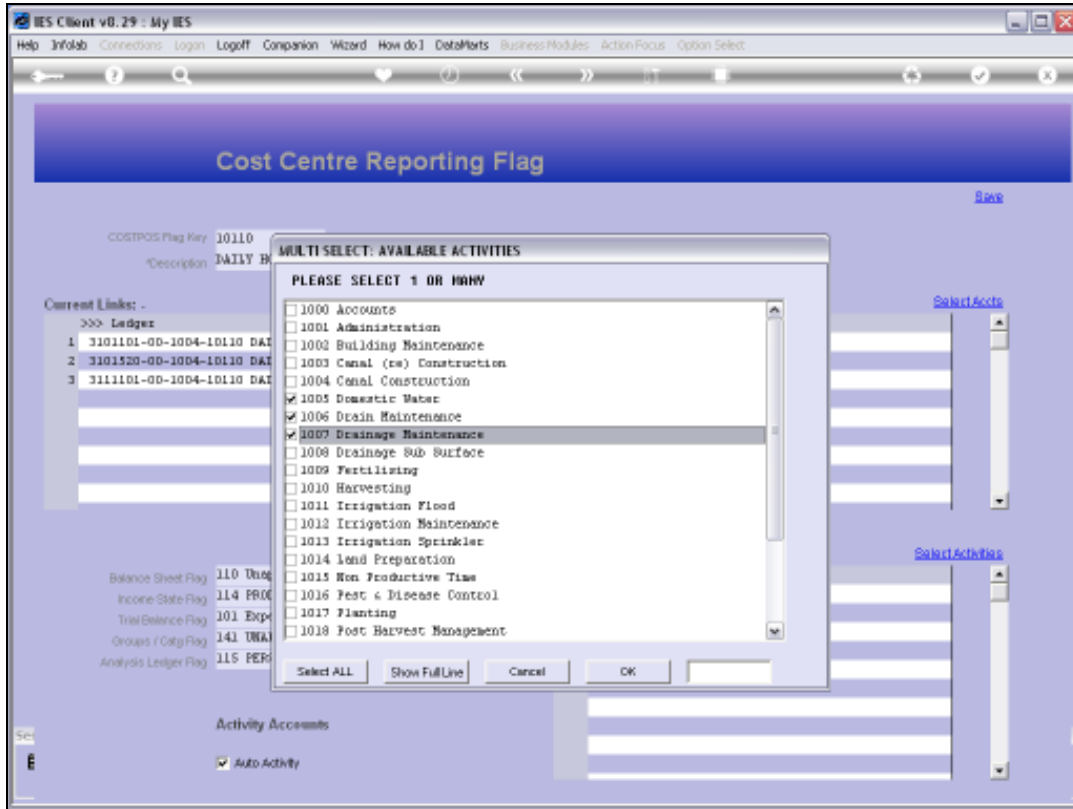 IES Client v8.29 : My IES
Help Infolab Connections Logon Logoff Companion Wizard How do I DataMarts Business Modules Action Focus Option Select
Cost Centre Reporting Flag
Save
COSTPOS Flag Key 10110
*Description DAILY
MULTI SELECT: AVAILABLE ACTIVITIES
PLEASE SELECT 1 OR MANY
Current Links: -
Select Accts
>>> Ledger
1 3101101-00-1004-10110 DAI
2 3101520-00-1004-10110 DAI
3 3111101-00-1004-10110 DAI
1000 Accounts
1001 Administration
1002 Building Maintenance
1003 Canal (re) Construction
1004 Canal Construction
1005 Domestic Water
1006 Drain Maintenance
1007 Drainage Maintenance
1008 Drainage Sub Surface
1009 Fertilising
1010 Harvesting
1011 Irrigation Flood
1012 Irrigation Maintenance
1013 Irrigation Sprinkler
1014 Land Preparation
1015 Non Productive Time
1016 Pest & Disease Control
1017 Planting
1018 Post Harvest Management
Select Activities
Balance Sheet Flag 110
Income State Flag 114
Trial Balance Flag 101 Expe
Groups / Catg Flag 141
Analysis Ledger Flag 115 PER
Select ALL Show Full Line Cancel OK
Activity Accounts
Auto Activity